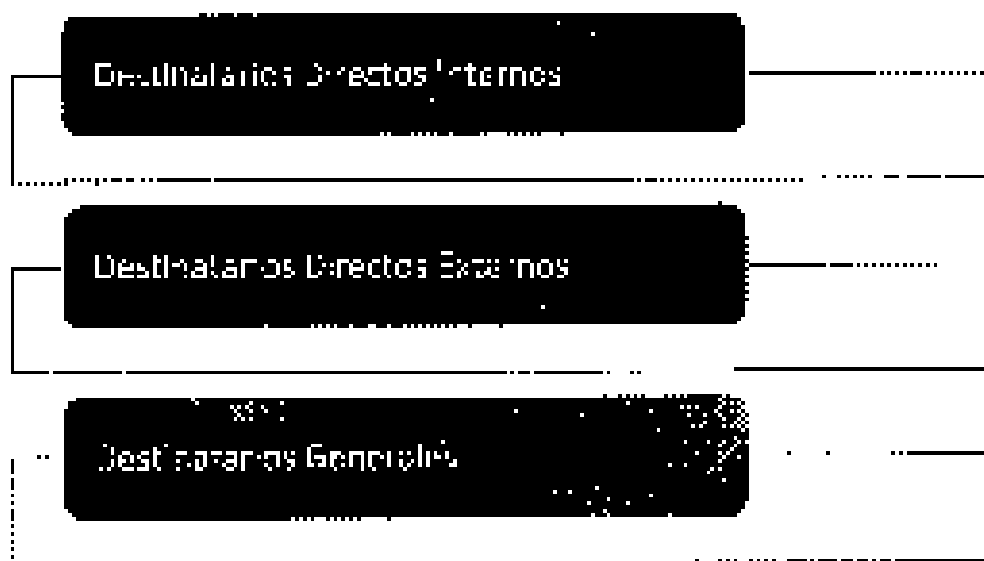 Destinatarios Directos Internos
Destinatarios Directos Externos
Destinatarios Generales